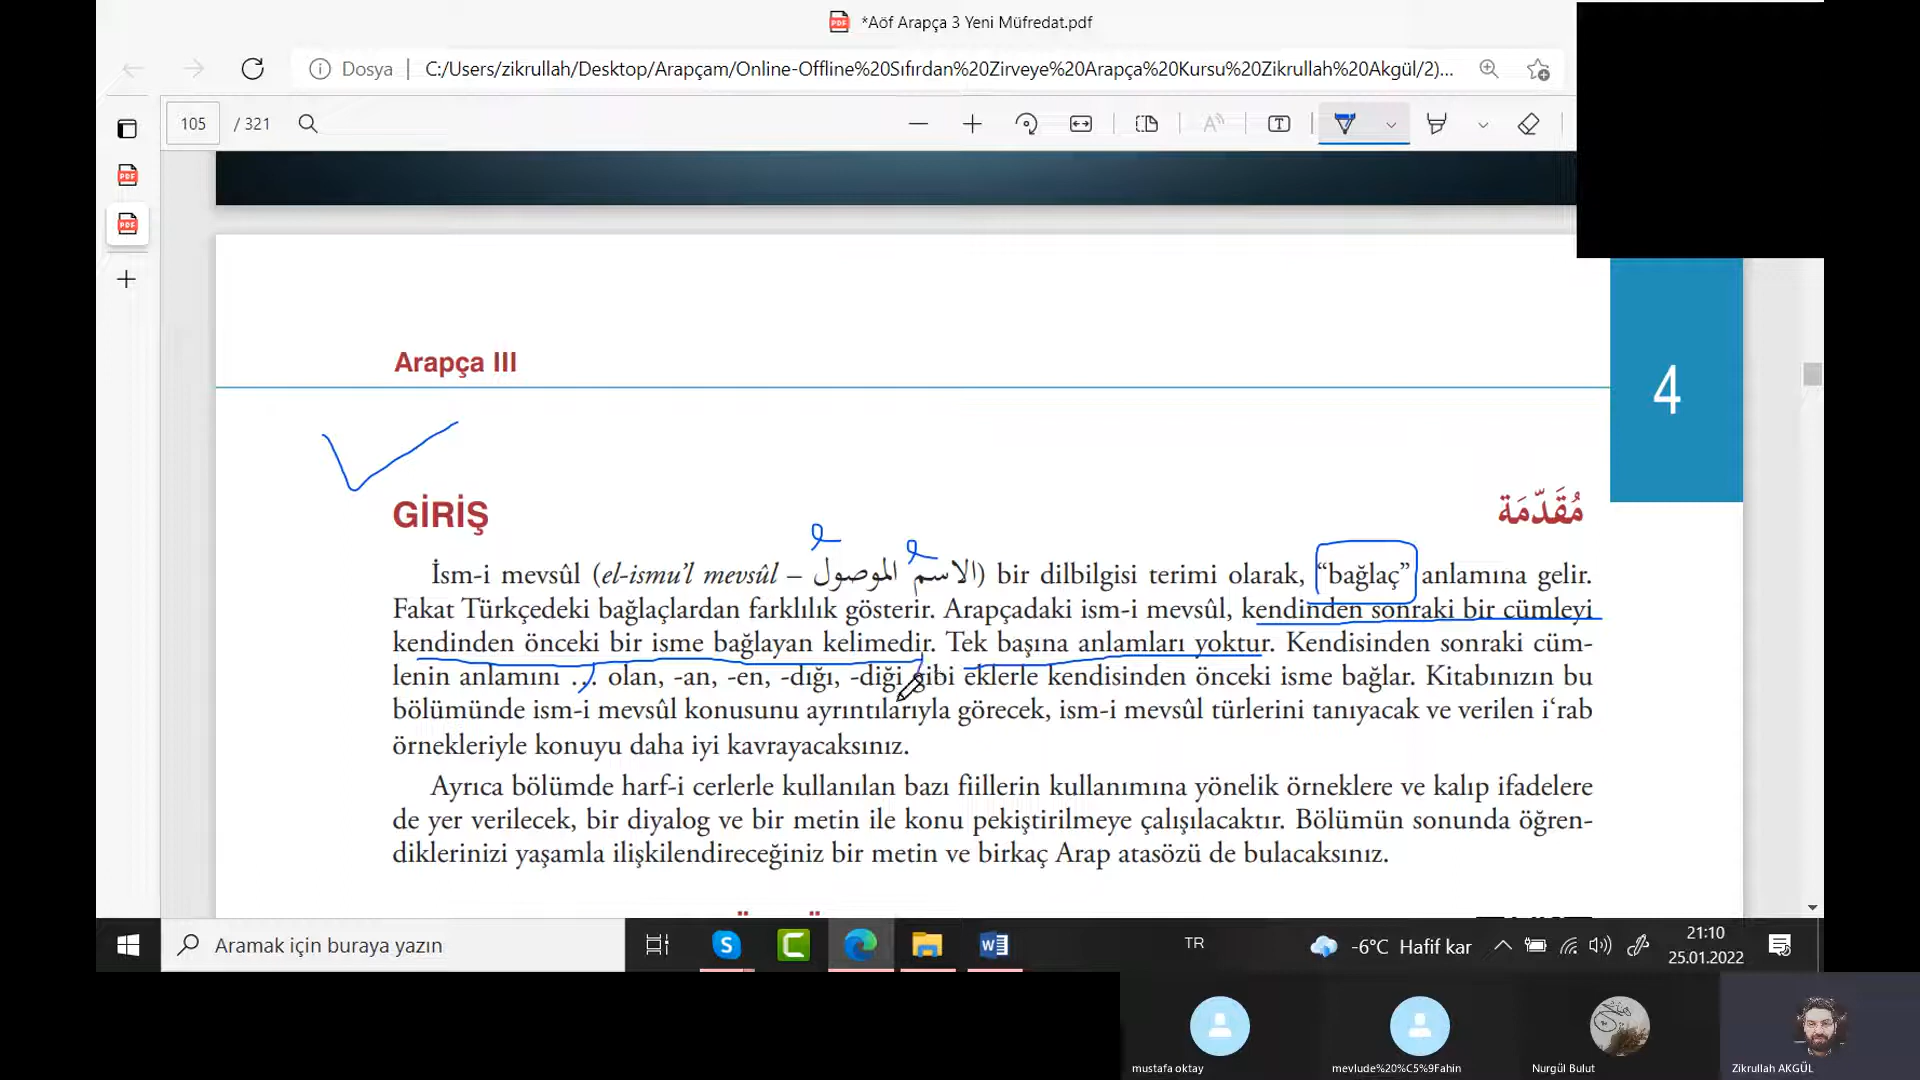 *Aöf Arapça 3 Yeni Müfredat.pdf
Dosya | C:/Users/zikrullah/Desktop/Arapçam/Online-Offline%20Sıfırdan%20Zirveye%20Arapça%20Kursu%20Zikrullah%20Akgül/2)...
105 / 321
Arapça III
4
GİRİŞ
مُقَدّمَة
İsm-i mevsûl (el-ismu’l mevsûl – الاسم الموصول) bir dilbilgisi terimi olarak, “bağlaç” anlamına gelir.
Fakat Türkçedeki bağlaçlardan farklılık gösterir. Arapçadaki ism-i mevsûl, kendinden sonraki bir cümleyi
kendinden önceki bir isme bağlayan kelimedir. Tek başına anlamları yoktur. Kendisinden sonraki cüm-
lenin anlamını … olan, -an, -en, -dığı, -diği gibi eklerle kendisinden önceki isme bağlar. Kitabınızın bu
bölümünde ism-i mevsûl konusunu ayrıntılarıyla görecek, ism-i mevsûl türlerini tanıyacak ve verilen i‘rab
örnekleriyle konuyu daha iyi kavrayacaksınız.
Ayrıca bölümde harf-i cerlerle kullanılan bazı fiillerin kullanımına yönelik örneklere ve kalıp ifadelere
de yer verilecek, bir diyalog ve bir metin ile konu pekiştirilmeye çalışılacaktır. Bölümün sonunda öğren-
diklerinizi yaşamla ilişkilendireceğiniz bir metin ve birkaç Arap atasözü de bulacaksınız.
Aramak için buraya yazın
TR
-6°C Hafif kar
21:10
25.01.2022
mustafa oktay
mevlude%20%C5%9Fahin
Nurgül Bulut
Zikrullah AKGÜL